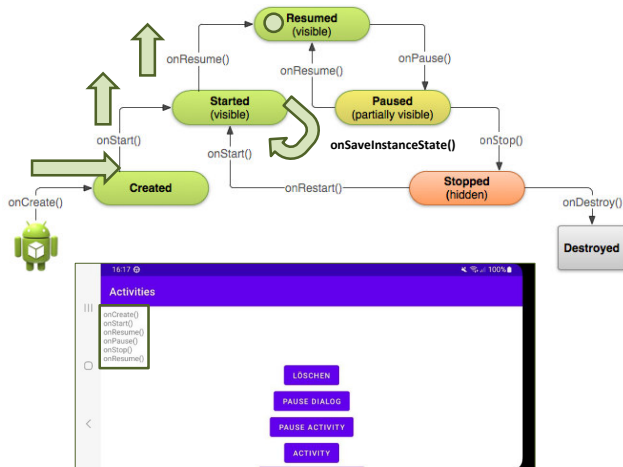 Resumed
(visible)
onResume()
onResume()
onPause()
Started
(visible)
Paused
(partially visible)
onStart()
onStart()
onSaveInstanceState()
onStop()
Created
onRestart()
Stopped
(hidden)
onCreate()
onDestroy()
Destroyed
16:17
100%
Activities
onCreate()
onStart()
onResume()
onPause()
onStop()
onResume()
LÖSCHEN
PAUSE DIALOG
PAUSE ACTIVITY
ACTIVITY